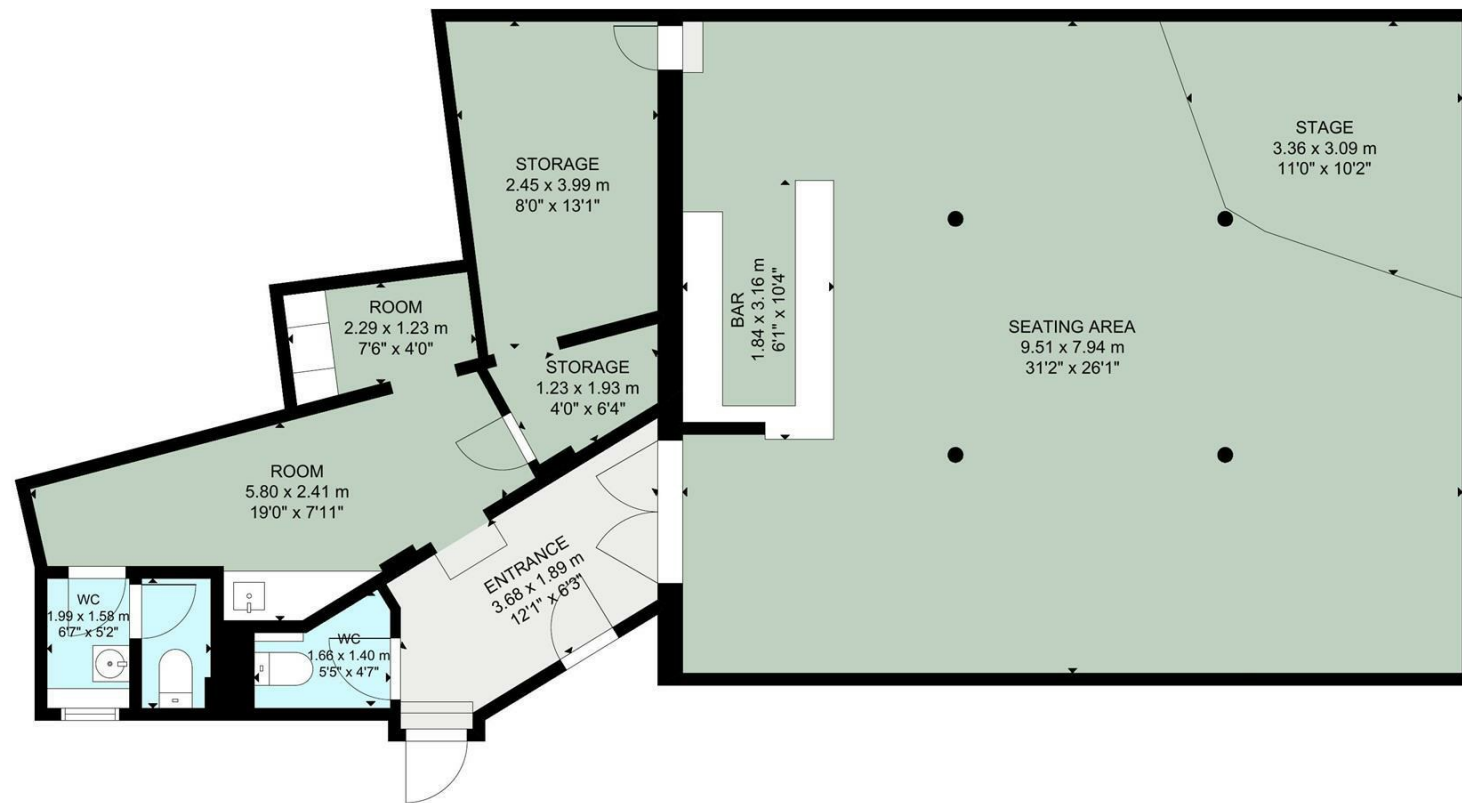 STAGE
3.36 x 3.09 m
11'0" x 10'2"
STORAGE
2.45 x 3.99 m
8'0" x 13'1"
BAR
1.84 x 3.16 m
6'1" x 10'4"
ROOM
2.29 x 1.23 m
7'6" x 4'0"
SEATING AREA
9.51 x 7.94 m
31'2" x 26'1"
STORAGE
1.23 x 1.93 m
4'0" x 6'4"
ROOM
5.80 x 2.41 m
19'0" x 7'11"
ENTRANCE
3.68 x 1.89 m
12'1" x 6'3"
WC
1.99 x 1.58 m
6'7" x 5'2"
WC
1.66 x 1.40 m
5'5" x 4'7"